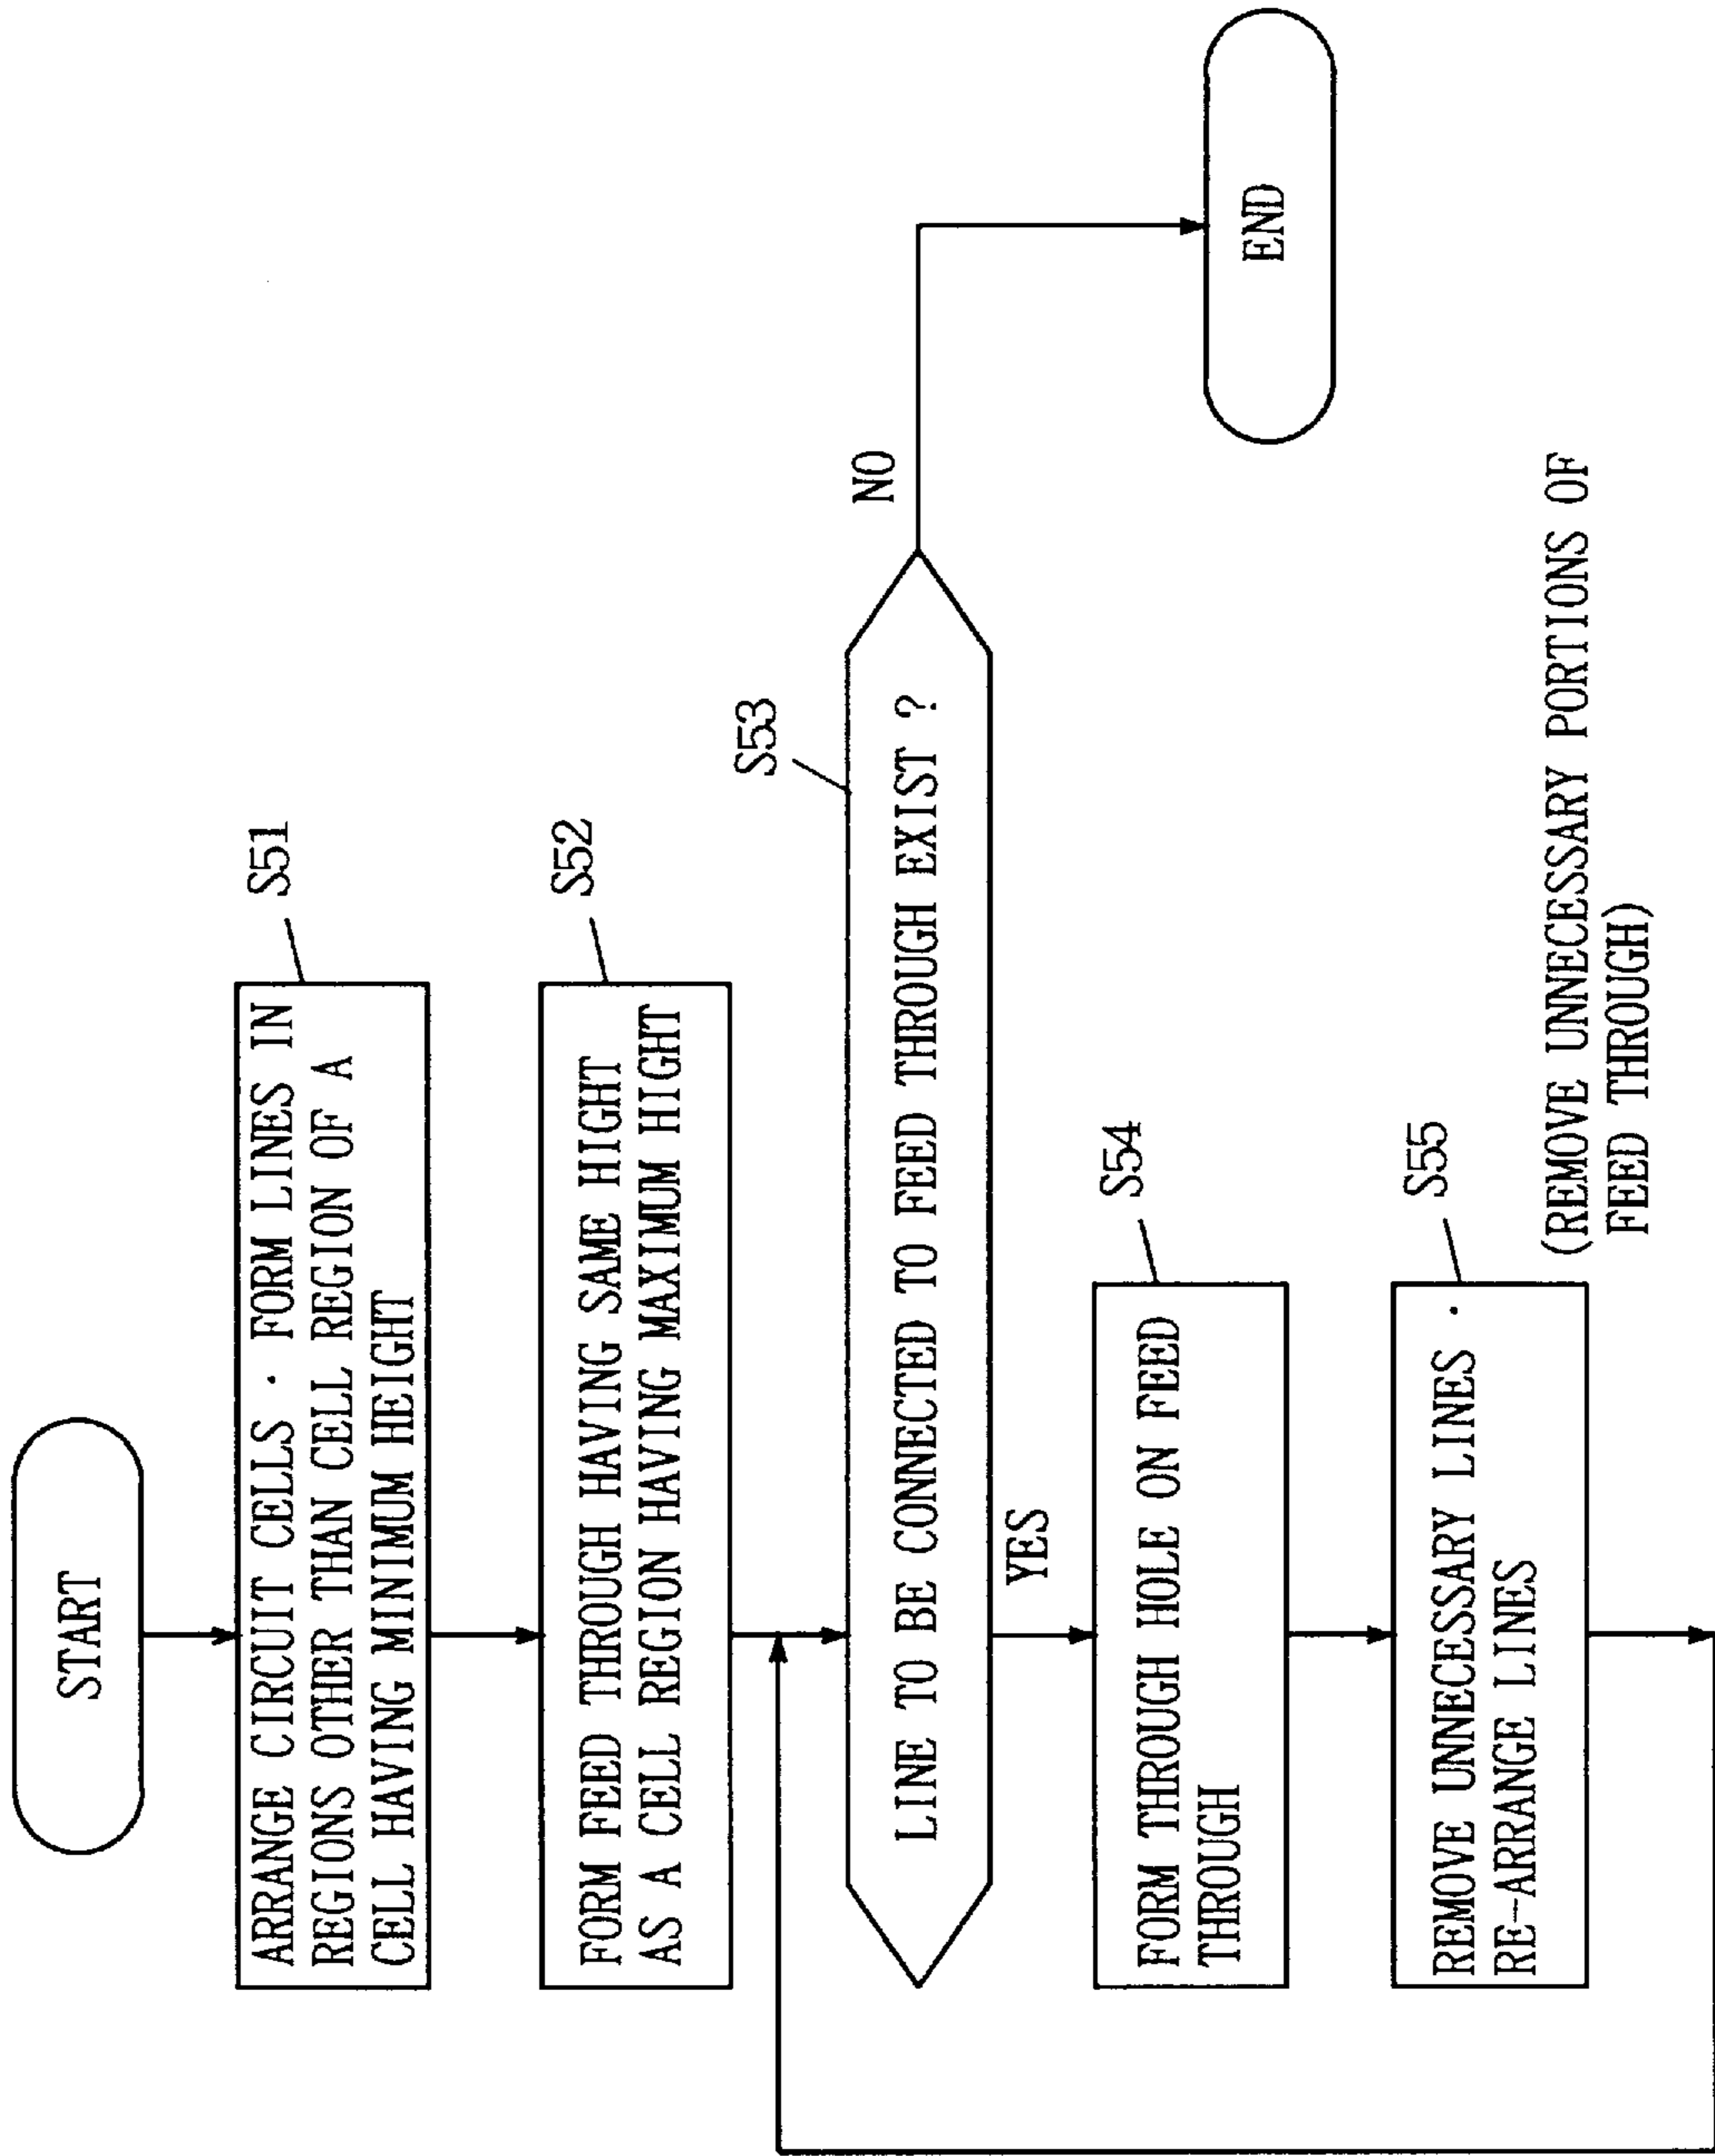 START
S51
ARRANGE CIRCUIT CELLS · FORM LINES IN
REGIONS OTHER THAN CELL REGION OF A
CELL HAVING MINIMUM HEIGHT
S52
FORM FEED THROUGH HAVING SAME HIGHT
AS A CELL REGION HAVING MAXIMUM HIGHT
S53
LINE TO BE CONNECTED TO FEED THROUGH EXIST ?
NO
YES
END
S54
FORM THROUGH HOLE ON FEED
THROUGH
S55
REMOVE UNNECESSARY LINES ·
RE-ARRANGE LINES
(REMOVE UNNECESSARY PORTIONS OF
FEED THROUGH)